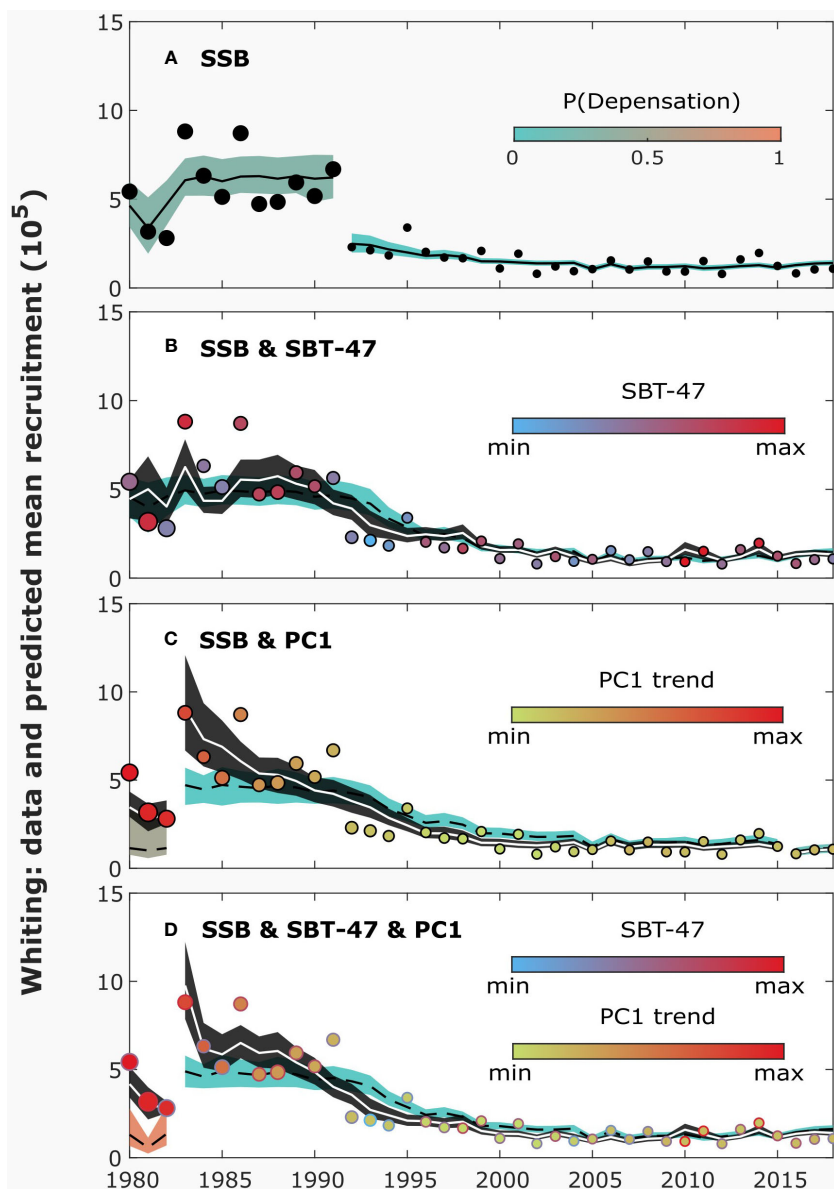 Whiting: data and predicted mean recruitment (10⁵)
15
A SSB
P(Depensation)
10
0 0.5 1
5
0
15
B SSB & SBT-47
SBT-47
10
min max
5
0
15
C SSB & PC1
PC1 trend
10
min max
5
0
15
D SSB & SBT-47 & PC1
SBT-47
10
min max
PC1 trend
5
min max
0
1980 1985 1990 1995 2000 2005 2010 2015